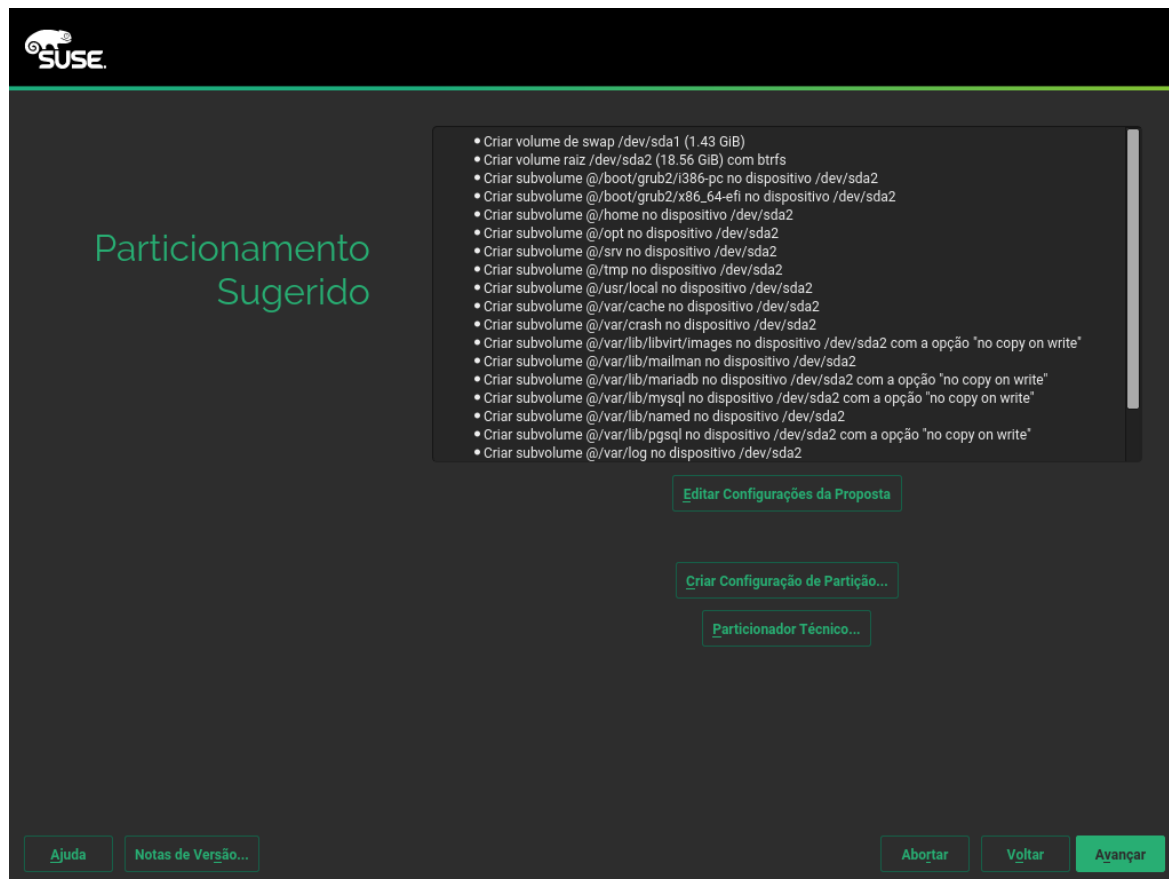 SUSE.
Particionamento
Sugerido
• Criar volume de swap /dev/sda1 (1.43 GiB)
• Criar volume raiz /dev/sda2 (18.56 GiB) com btrfs
• Criar subvolume @/boot/grub2/i386-pc no dispositivo /dev/sda2
• Criar subvolume @/boot/grub2/x86_64-efi no dispositivo /dev/sda2
• Criar subvolume @/home no dispositivo /dev/sda2
• Criar subvolume @/opt no dispositivo /dev/sda2
• Criar subvolume @/srv no dispositivo /dev/sda2
• Criar subvolume @/tmp no dispositivo /dev/sda2
• Criar subvolume @/usr/local no dispositivo /dev/sda2
• Criar subvolume @/var/cache no dispositivo /dev/sda2
• Criar subvolume @/var/crash no dispositivo /dev/sda2
• Criar subvolume @/var/lib/libvirt/images no dispositivo /dev/sda2 com a opção "no copy on write"
• Criar subvolume @/var/lib/mailman no dispositivo /dev/sda2
• Criar subvolume @/var/lib/mariadb no dispositivo /dev/sda2 com a opção "no copy on write"
• Criar subvolume @/var/lib/mysql no dispositivo /dev/sda2 com a opção "no copy on write"
• Criar subvolume @/var/lib/named no dispositivo /dev/sda2
• Criar subvolume @/var/lib/pgsql no dispositivo /dev/sda2 com a opção "no copy on write"
• Criar subvolume @/var/log no dispositivo /dev/sda2
Editar Configurações da Proposta
Criar Configuração de Partição...
Particionador Técnico...
Ajuda
Notas de Versão...
Abortar
Voltar
Avançar